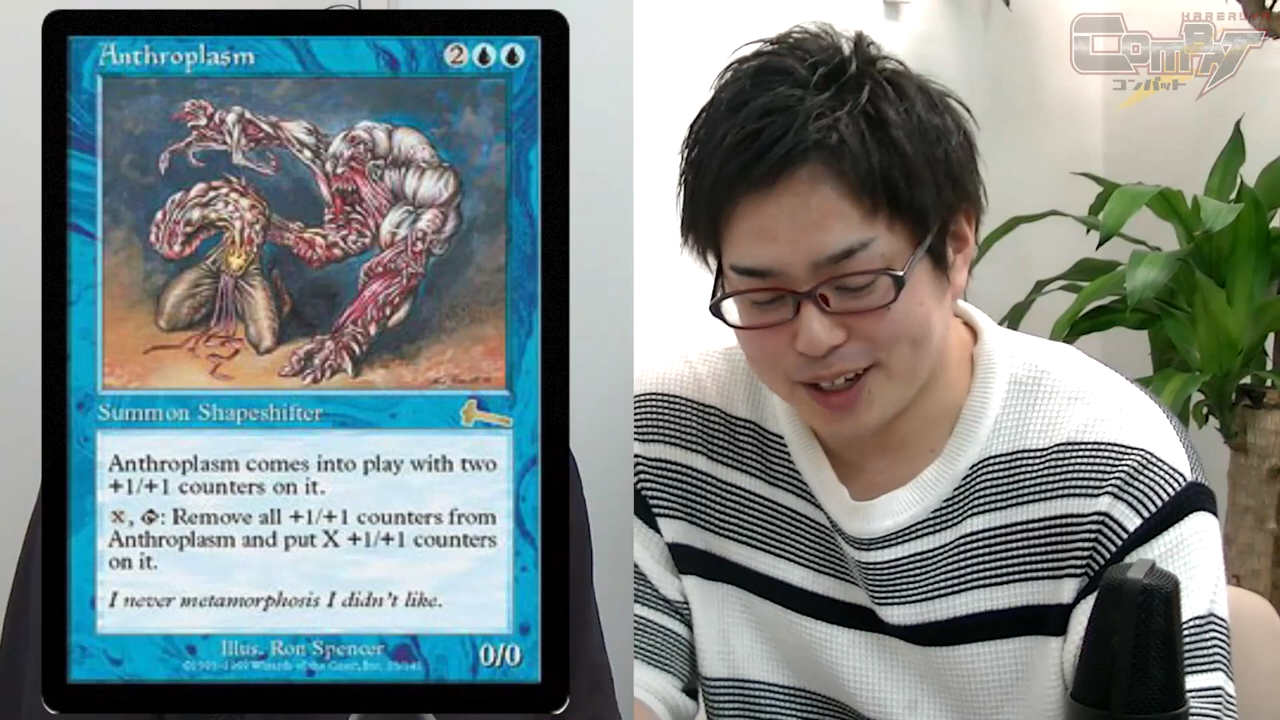 Anthroplasm 2
Summon Shapeshifter
Anthroplasm comes into play with two
+1/+1 counters on it.
X, : Remove all +1/+1 counters from
Anthroplasm and put X +1/+1 counters
on it.
I never metamorphosis I didn't like.
Illus. Ron Spencer
0/0
HARERUYA
COMBAT
コンバット